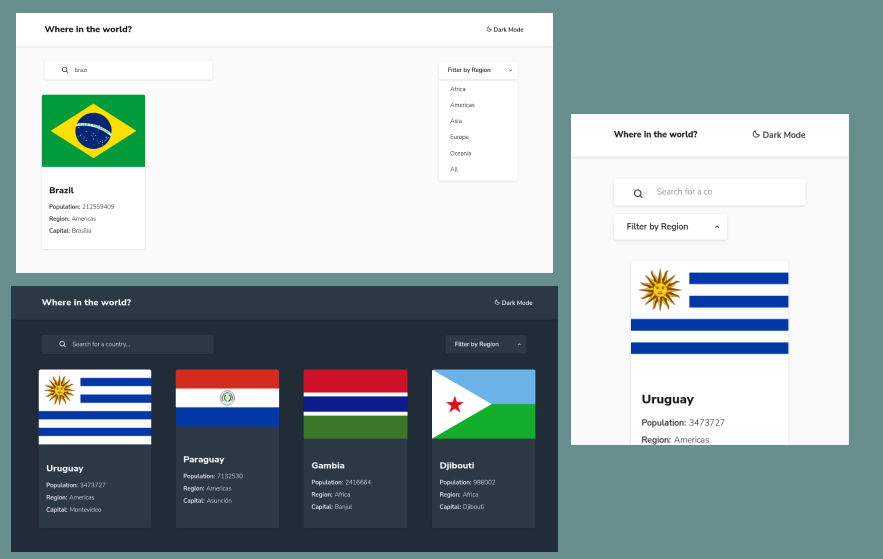 Where in the world?
Dark Mode
brazi
Filter by Region
Africa
Americas
Asia
Europe
Oceania
All
Brazil
Population: 212559409
Region: Americas
Capital: Brasília
Where in the world?
Dark Mode
Search for a country...
Filter by Region
Uruguay
Population: 3473727
Region: Americas
Capital: Montevideo
Paraguay
Population: 7132530
Region: Americas
Capital: Asunción
Gambia
Population: 2416664
Region: Africa
Capital: Banjul
Djibouti
Population: 988002
Region: Africa
Capital: Djibouti
Where in the world?
Dark Mode
Search for a co
Filter by Region
Uruguay
Population: 3473727
Region: Americas